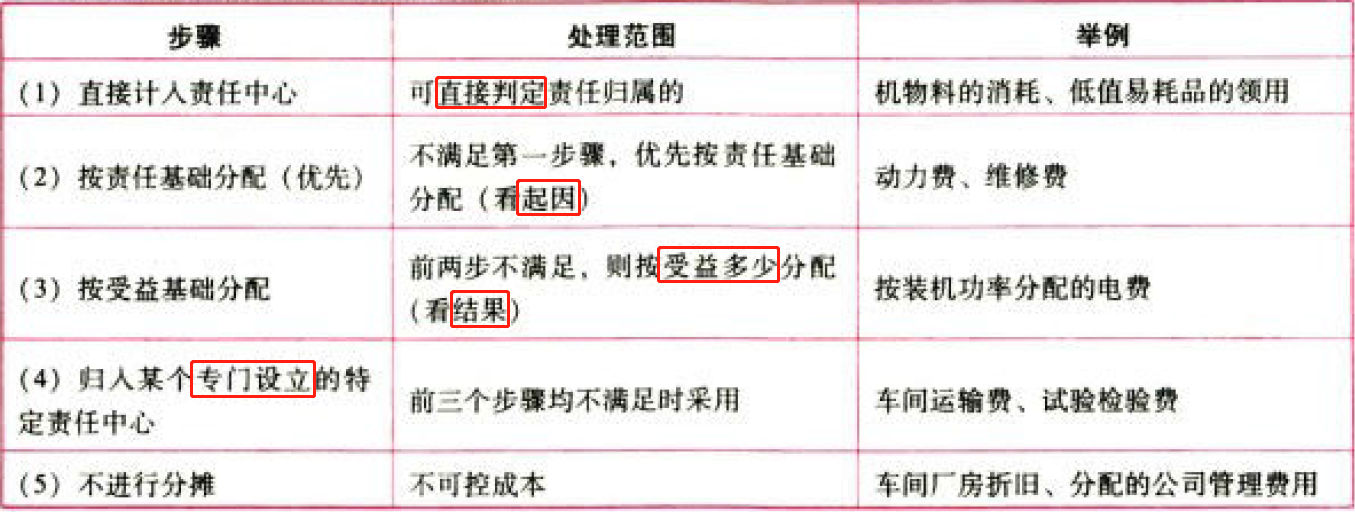 步骤
处理范围
举例
(1) 直接计入责任中心
可直接判定责任归属的
机物料的消耗、低值易耗品的领用
(2) 按责任基础分配（优先）
不满足第一步骤，优先按责任基础
分配（看起因）
动力费、维修费
(3) 按受益基础分配
前两步不满足，则按受益多少分配
（看结果）
按装机功率分配的电费
(4) 归入某个专门设立的特
定责任中心
前三个步骤均不满足时采用
车间运输费、试验检验费
(5) 不进行分摊
不可控成本
车间厂房折旧、分配的公司管理费用